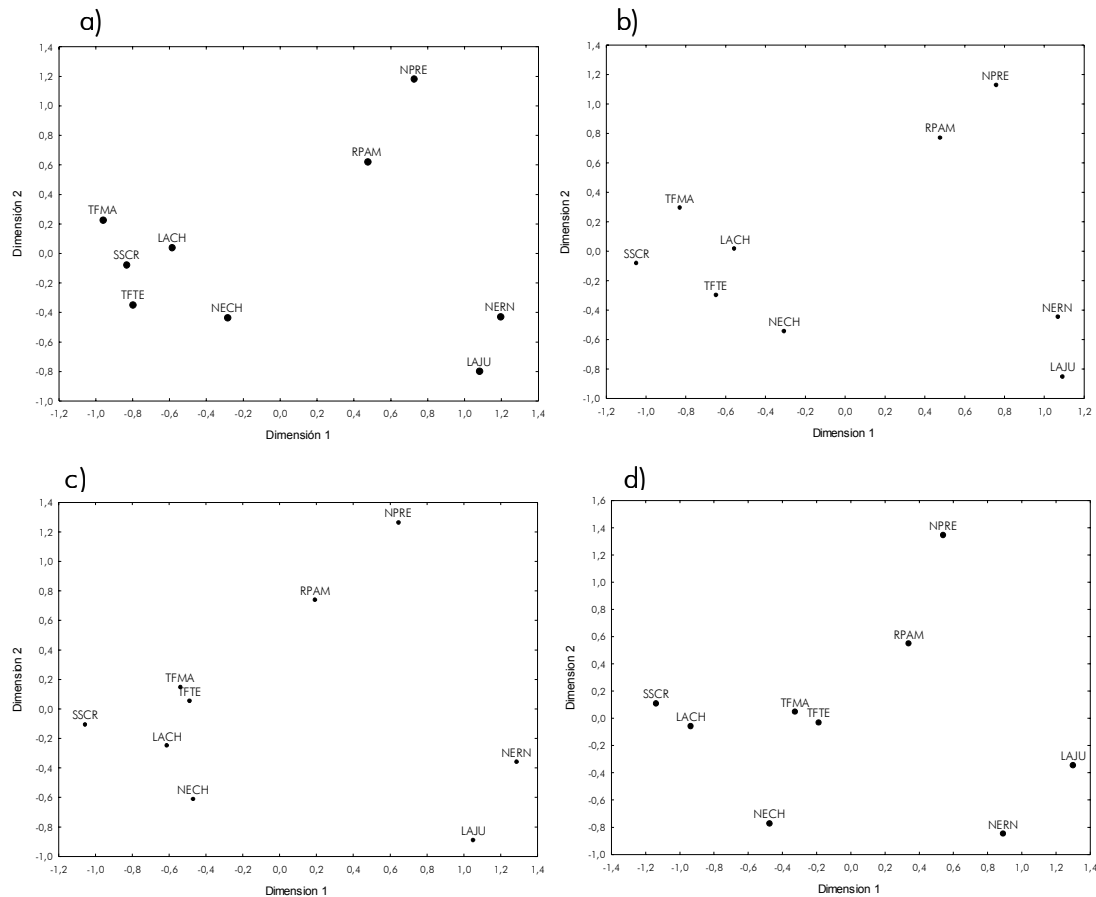 a)
1,4
1,2
1,0
0,8
0,6
0,4
0,2
0,0
-0,2
-0,4
-0,6
-0,8
-1,0
Dimensión 2
NPRE
RPAM
TFMA
LACH
SSCR
TFTE
NECH
NERN
LAJU
-1,2 -1,0 -0,8 -0,6 -0,4 -0,2 0,0 0,2 0,4 0,6 0,8 1,0 1,2 1,4
Dimensión 1
b)
1,4
1,2
1,0
0,8
0,6
0,4
0,2
0,0
-0,2
-0,4
-0,6
-0,8
-1,0
Dimension 2
NPRE
RPAM
TFMA
LACH
SSCR
TFTE
NECH
NERN
LAJU
-1,2 -1,0 -0,8 -0,6 -0,4 -0,2 0,0 0,2 0,4 0,6 0,8 1,0 1,2
Dimension 1
c)
1,4
1,2
1,0
0,8
0,6
0,4
0,2
0,0
-0,2
-0,4
-0,6
-0,8
-1,0
Dimension 2
NPRE
RPAM
TFMA
TFTE
SSCR
LACH
NERN
NECH
LAJU
-1,2 -1,0 -0,8 -0,6 -0,4 -0,2 0,0 0,2 0,4 0,6 0,8 1,0 1,2 1,4
Dimension 1
d)
1,6
1,4
1,2
1,0
0,8
0,6
0,4
0,2
0,0
-0,2
-0,4
-0,6
-0,8
-1,0
Dimension 2
NPRE
RPAM
SSCR
TFMA
LACH
TFTE
LAJU
NECH
NERN
-1,4 -1,2 -1,0 -0,8 -0,6 -0,4 -0,2 0,0 0,2 0,4 0,6 0,8 1,0 1,2 1,4
Dimension 1